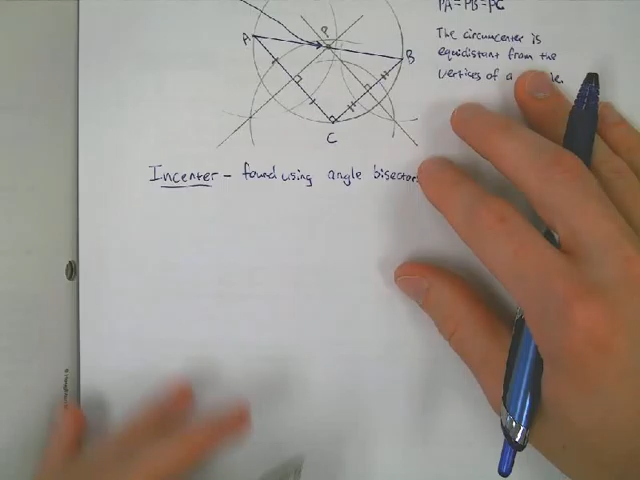 PA = PB = PC
The circumcenter is
equidistant from the
vertices of a
P
A
B
C
Incenter - found using angle bisectors